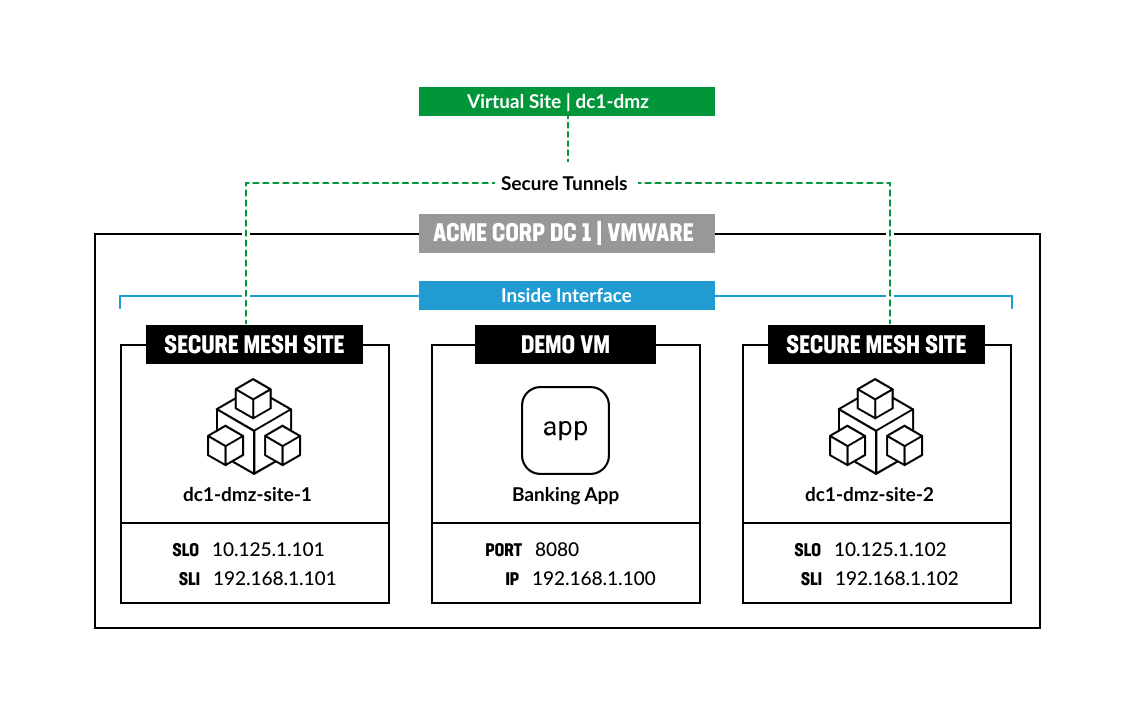 Virtual Site | dc1-dmz
Secure Tunnels
ACME CORP DC 1 | VMWARE
Inside Interface
SECURE MESH SITE
dc1-dmz-site-1
SLO 10.125.1.101
SLI 192.168.1.101
DEMO VM
app
Banking App
PORT 8080
IP 192.168.1.100
SECURE MESH SITE
dc1-dmz-site-2
SLO 10.125.1.102
SLI 192.168.1.102